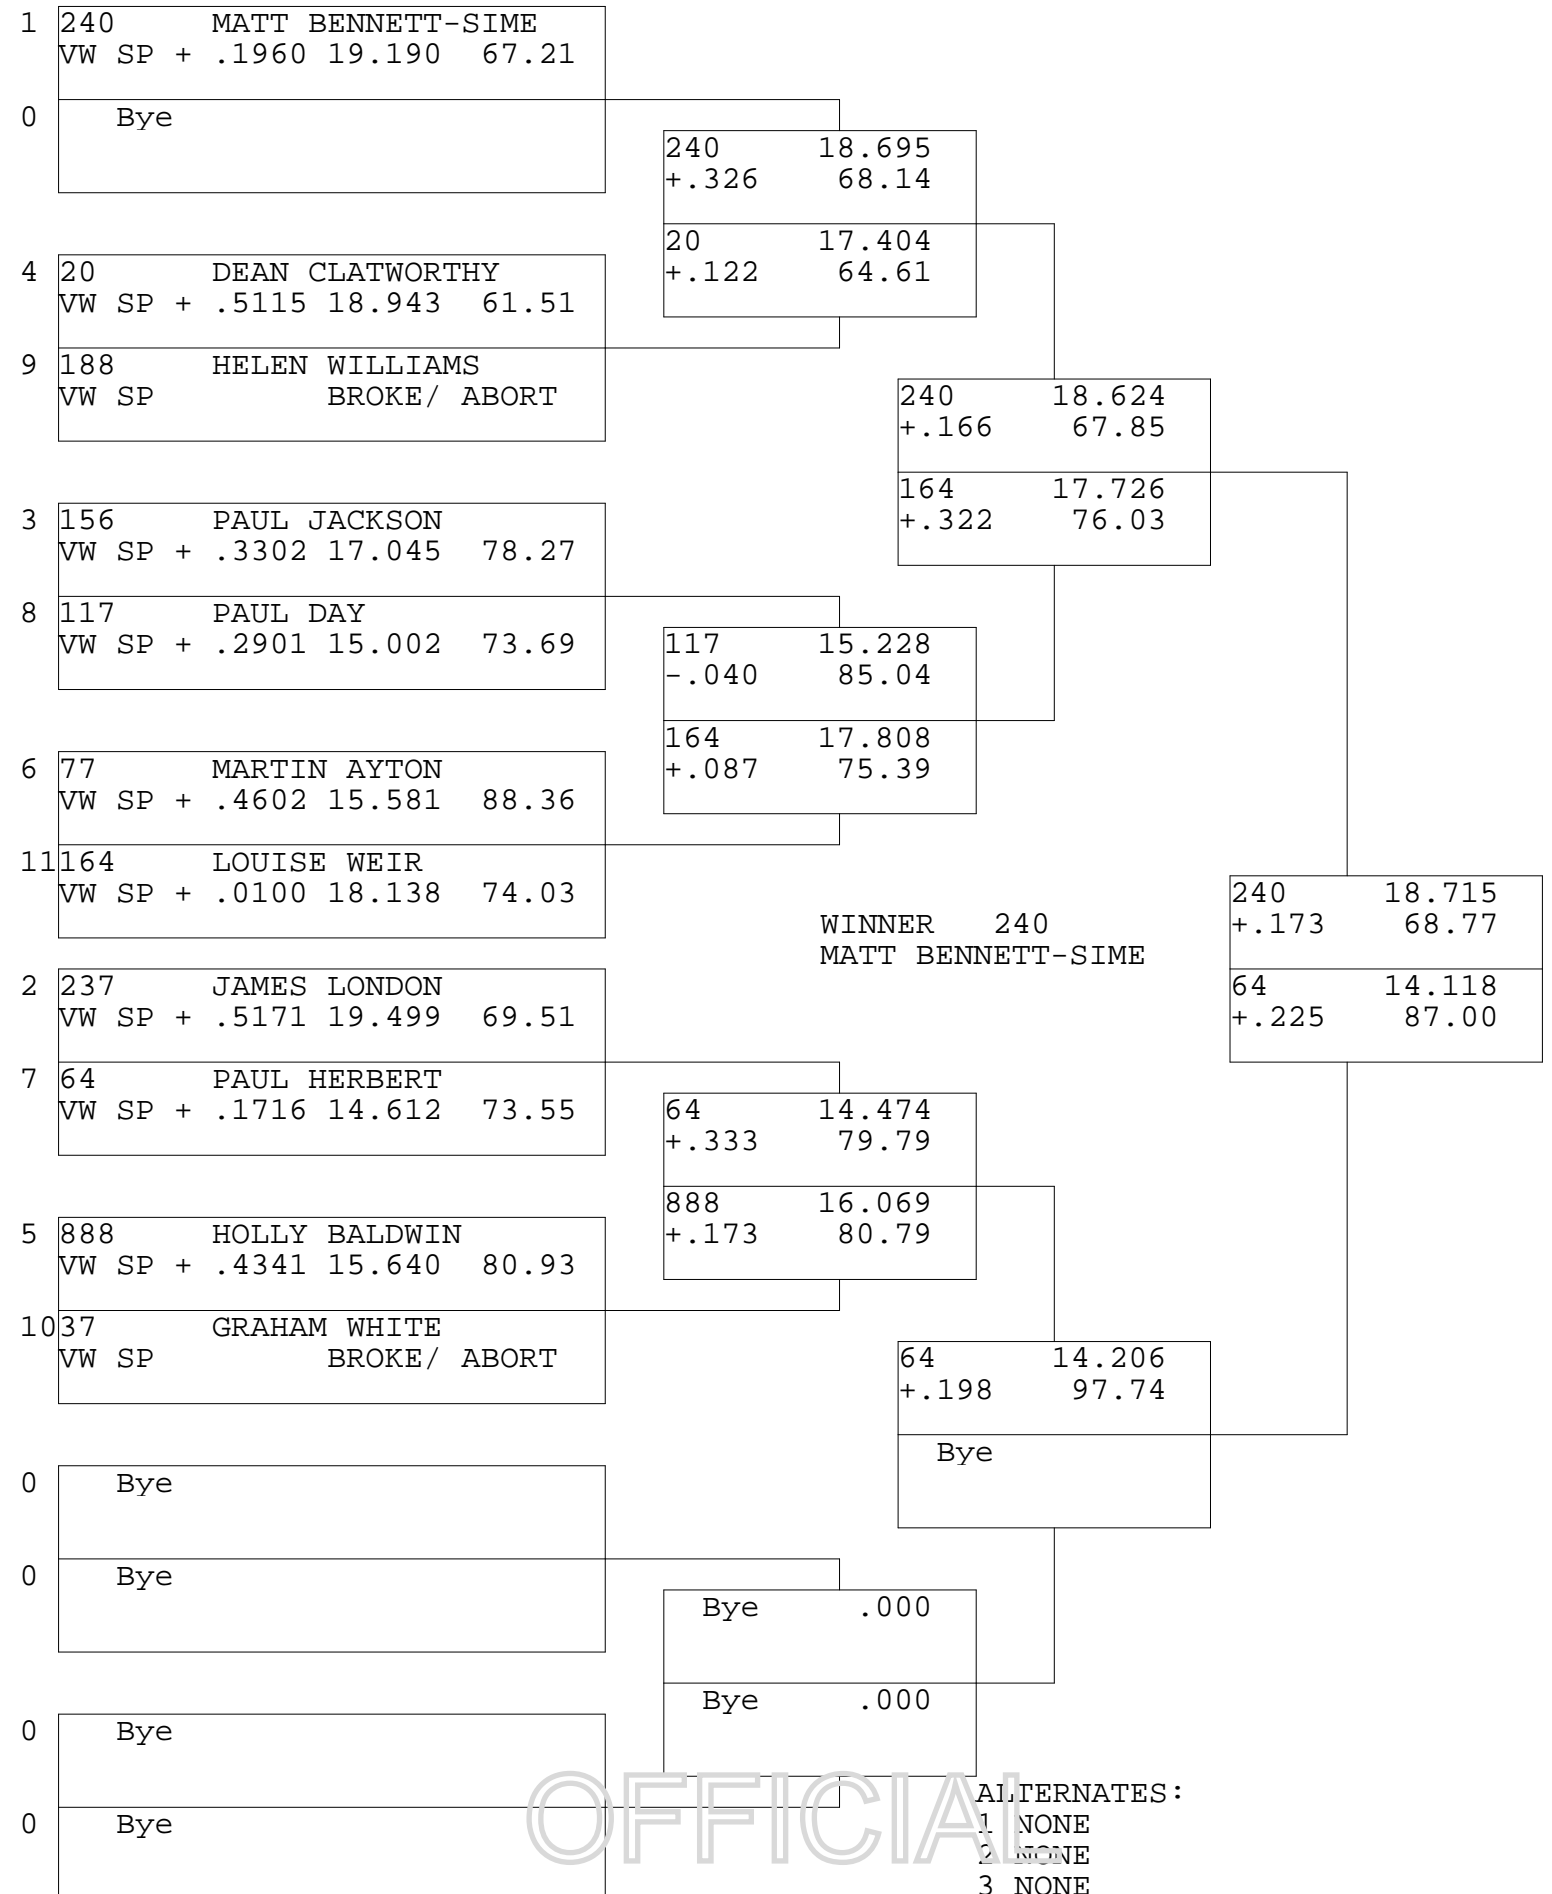 1 240 MATT BENNETT-SIME
VW SP + .1960 19.190 67.21
0 Bye
240 18.695
+.326 68.14
20 17.404
+.122 64.61
4 20 DEAN CLATWORTHY
VW SP + .5115 18.943 61.51
9 188 HELEN WILLIAMS
VW SP BROKE/ ABORT
240 18.624
+.166 67.85
164 17.726
+.322 76.03
3 156 PAUL JACKSON
VW SP + .3302 17.045 78.27
8 117 PAUL DAY
VW SP + .2901 15.002 73.69
117 15.228
-.040 85.04
164 17.808
+.087 75.39
6 77 MARTIN AYTON
VW SP + .4602 15.581 88.36
11 164 LOUISE WEIR
VW SP + .0100 18.138 74.03
WINNER 240
MATT BENNETT-SIME
240 18.715
+.173 68.77
64 14.118
+.225 87.00
2 237 JAMES LONDON
VW SP + .5171 19.499 69.51
7 64 PAUL HERBERT
VW SP + .1716 14.612 73.55
64 14.474
+.333 79.79
888 16.069
+.173 80.79
5 888 HOLLY BALDWIN
VW SP + .4341 15.640 80.93
10 37 GRAHAM WHITE
VW SP BROKE/ ABORT
64 14.206
+.198 97.74
Bye
0 Bye
0 Bye
Bye .000
Bye .000
0 Bye
0 Bye
OFFICIAL
ALTERNATES:
1 NONE
2 NONE
3 NONE